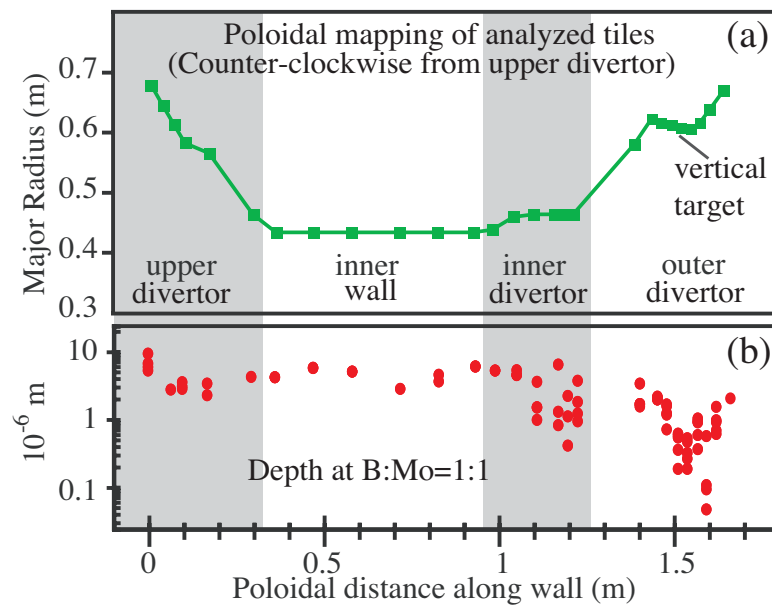 Poloidal mapping of analyzed tiles
(Counter-clockwise from upper divertor)
(a)
Major Radius (m)
0.7
0.6
0.5
0.4
0.3
vertical
target
upper
divertor
inner
wall
inner
divertor
outer
divertor
(b)
10⁻⁶ m
10
1
0.1
Depth at B:Mo=1:1
0
0.5
1
1.5
Poloidal distance along wall (m)